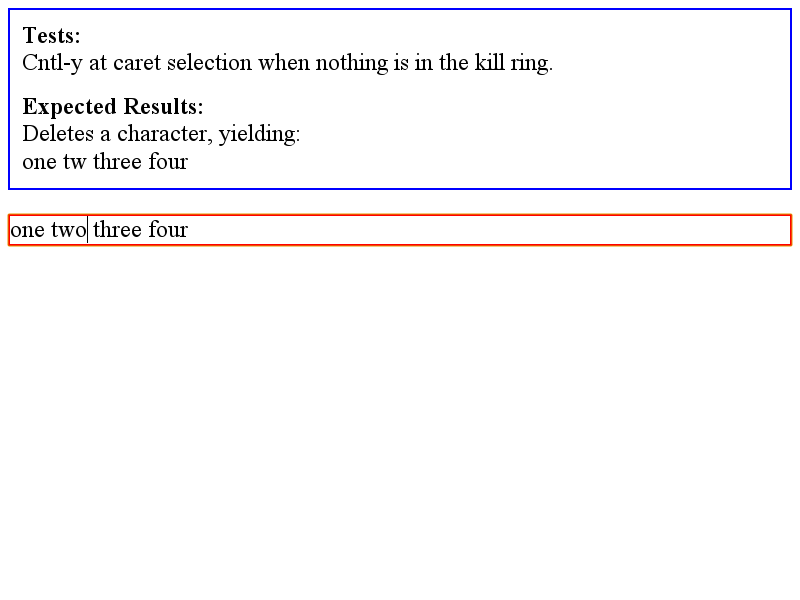 Tests:
Cntl-y at caret selection when nothing is in the kill ring.
Expected Results:
Deletes a character, yielding:
one tw three four
one two three four